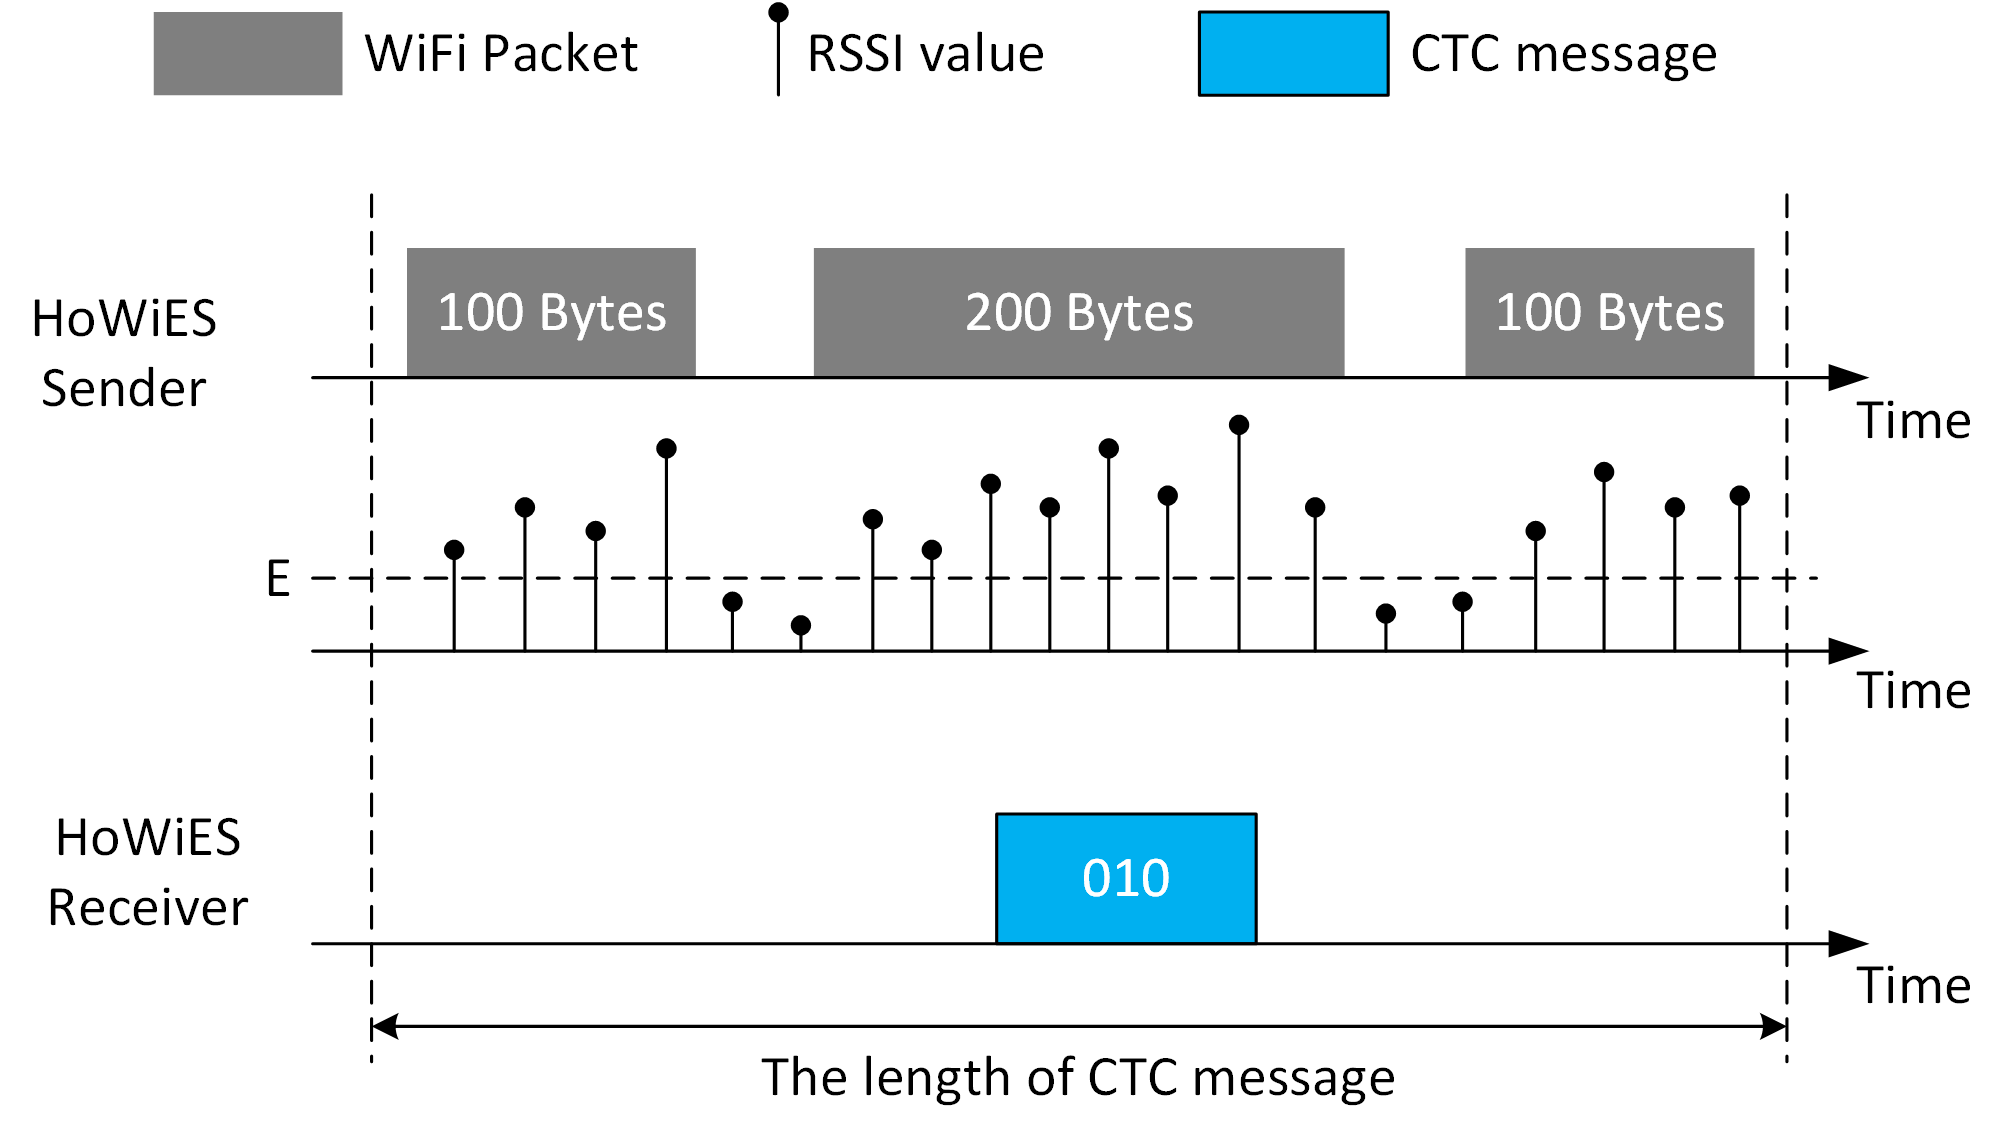 WiFi Packet
RSSI value
CTC message
HoWiES
Sender
100 Bytes
200 Bytes
100 Bytes
Time
E
Time
HoWiES
Receiver
010
Time
The length of CTC message